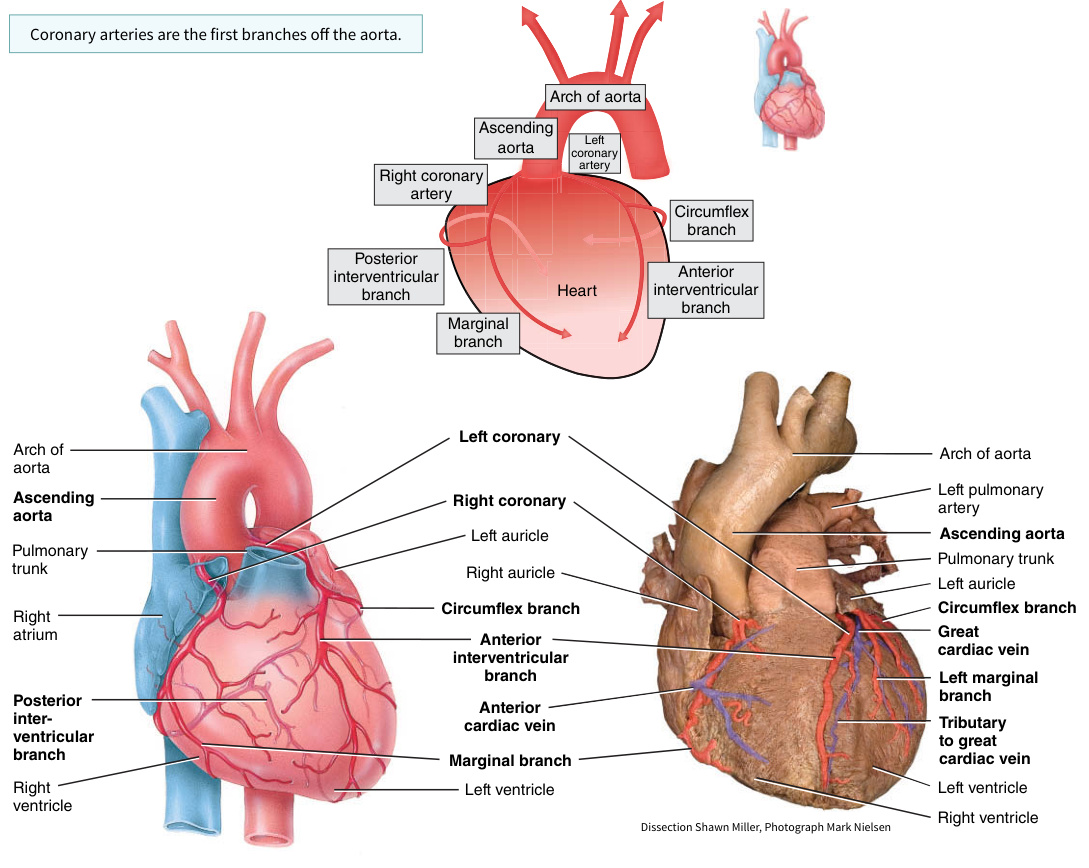 Coronary arteries are the first branches off the aorta.
Arch of aorta
Ascending
aorta
Left
coronary
artery
Right coronary
artery
Circumflex
branch
Posterior
interventricular
branch
Heart
Anterior
interventricular
branch
Marginal
branch
Arch of
aorta
Ascending
aorta
Pulmonary
trunk
Right
atrium
Posterior
inter-
ventricular
branch
Right
ventricle
Left coronary
Right coronary
Left auricle
Right auricle
Circumflex branch
Anterior
interventricular
branch
Anterior
cardiac vein
Marginal branch
Left ventricle
Arch of aorta
Left pulmonary
artery
Ascending aorta
Pulmonary trunk
Left auricle
Circumflex branch
Great
cardiac vein
Left marginal
branch
Tributary
to great
cardiac vein
Left ventricle
Right ventricle
Dissection Shawn Miller, Photograph Mark Nielsen